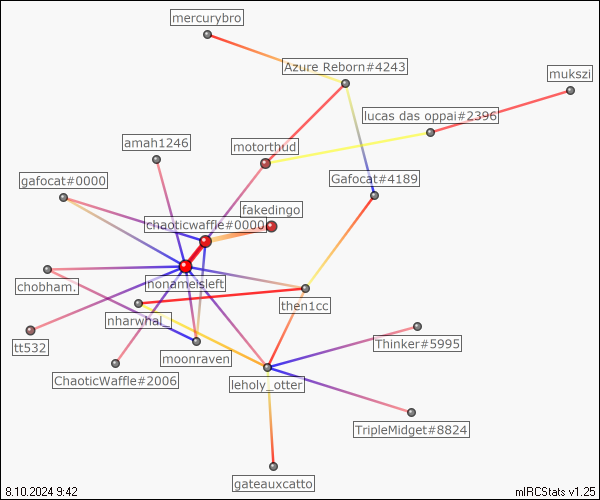 mercurybro
Azure Reborn#4243
mukszi
lucas das oppai#2396
amah1246
motorthud
gafocat#0000
Gafocat#4189
fakedingo
chaoticwaffle#0000
nonameisleft
chobham.
then1cc
nharwhal_
tt532
Thinker#5995
moonraven
ChaoticWaffle#2006
leholy_otter
TripleMidget#8824
gateauxcatto
8.10.2024 9:42
mIRCStats v1.25